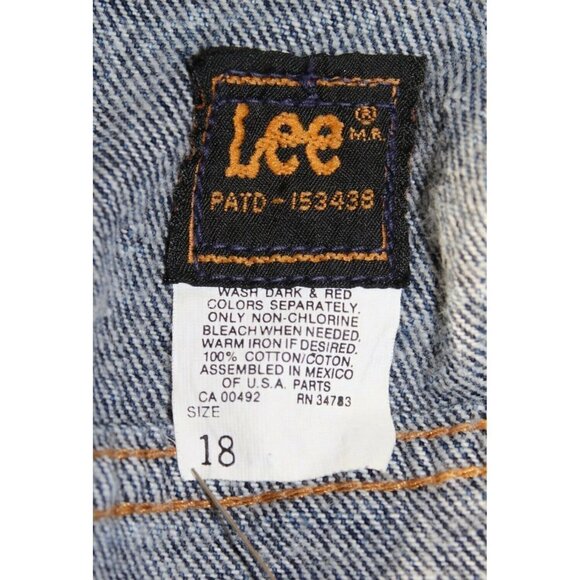 Lee ® M.R.
PATD-153438
WASH DARK & RED
COLORS SEPARATELY.
ONLY NON-CHLORINE
BLEACH WHEN NEEDED.
WARM IRON IF DESIRED.
100% COTTON/COTON.
ASSEMBLED IN MEXICO
OF U.S.A. PARTS
CA 00492 RN 34783
SIZE
18